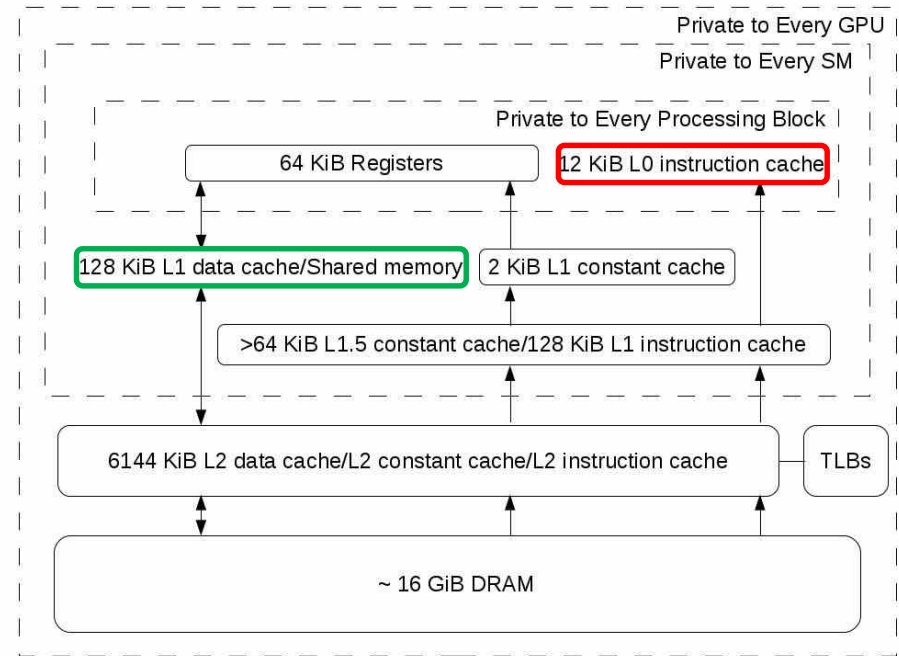 Private to Every GPU
Private to Every SM
Private to Every Processing Block
64 KiB Registers
12 KiB L0 instruction cache
128 KiB L1 data cache/Shared memory
2 KiB L1 constant cache
>64 KiB L1.5 constant cache/128 KiB L1 instruction cache
6144 KiB L2 data cache/L2 constant cache/L2 instruction cache
TLBs
~ 16 GiB DRAM